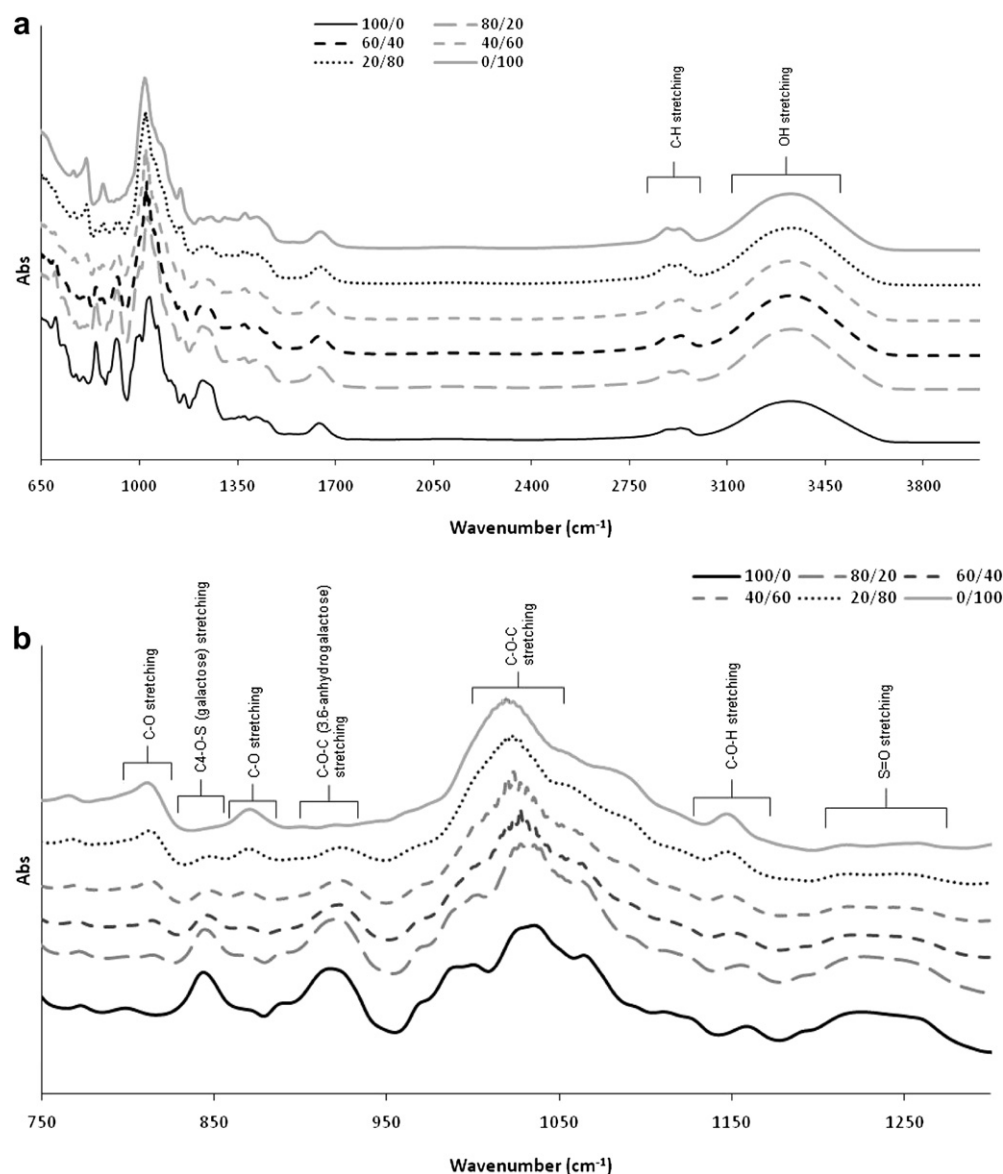 a
100/0 80/20
60/40 40/60
20/80 0/100
C-H stretching
OH stretching
Abs
650 1000 1350 1700 2050 2400 2750 3100 3450 3800
Wavenumber (cm⁻¹)
b
100/0 80/20 60/40
40/60 20/80 0/100
C-O stretching
C4-O-S (galactose) stretching
C-O stretching
C-O-C (3.6-anhydrogalactose)
stretching
C-O-C
stretching
C-O-H stretching
S=O stretching
Abs
750 850 950 1050 1150 1250
Wavenumber (cm⁻¹)